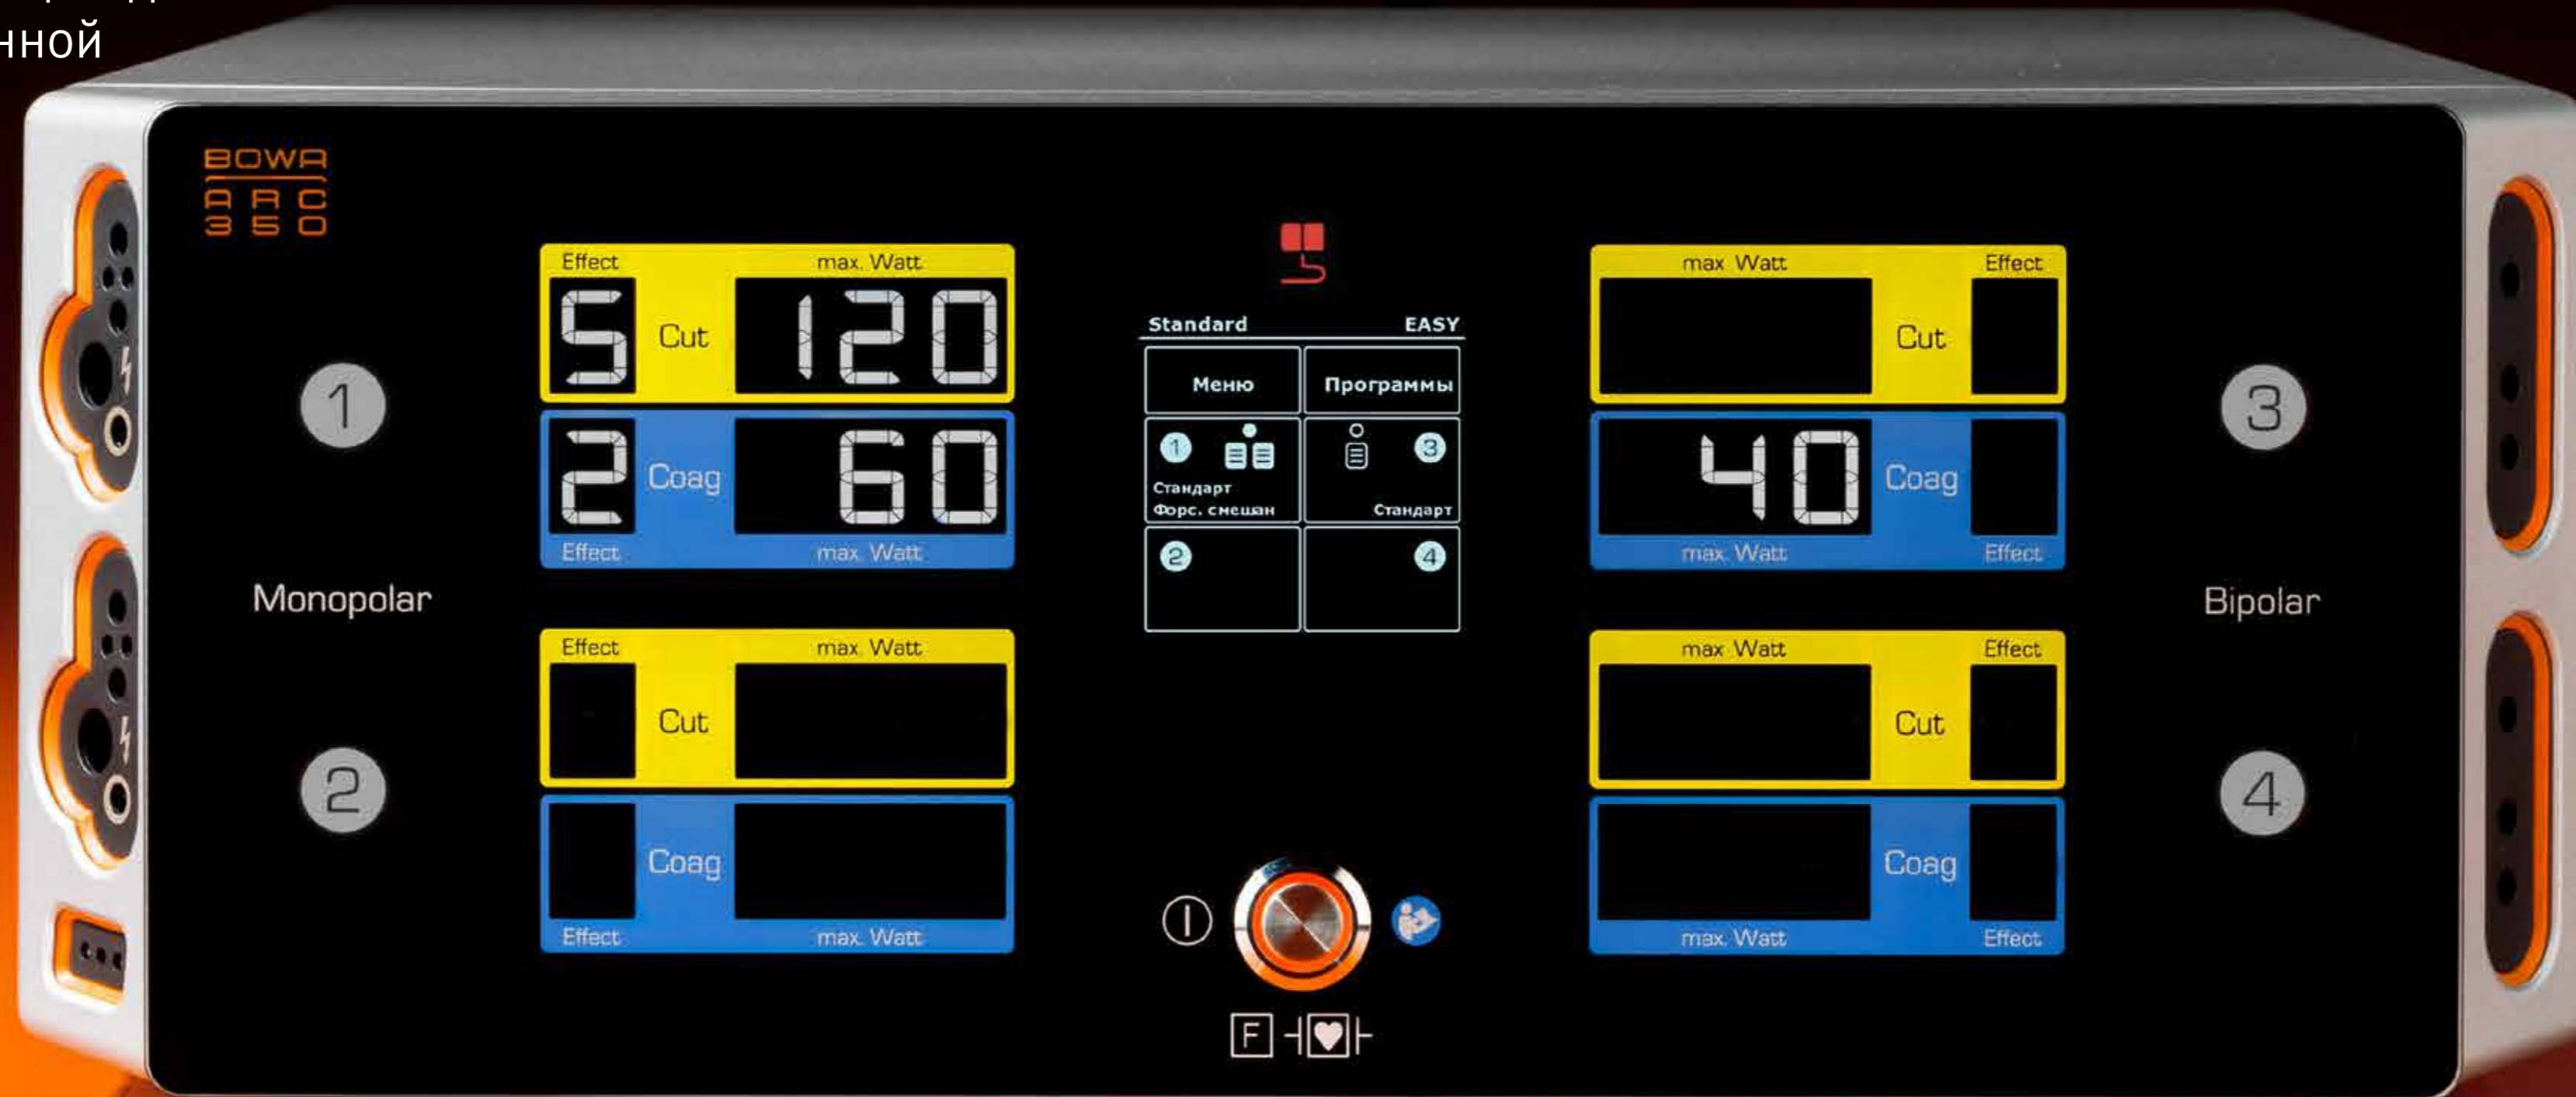 нной
BOWA
ARC
350
Effect max. Watt
5 Cut 120
2 Coag 60
Effect max. Watt
1
Monopolar
Effect max. Watt
Cut
Coag
Effect max. Watt
2
Standard EASY
Меню Программы
1 3
Стандарт
Форс. смешан Стандарт
2 4
F
max. Watt Effect
Cut
40 Coag
max. Watt Effect
3
Bipolar
max. Watt Effect
Cut
Coag
max. Watt Effect
4